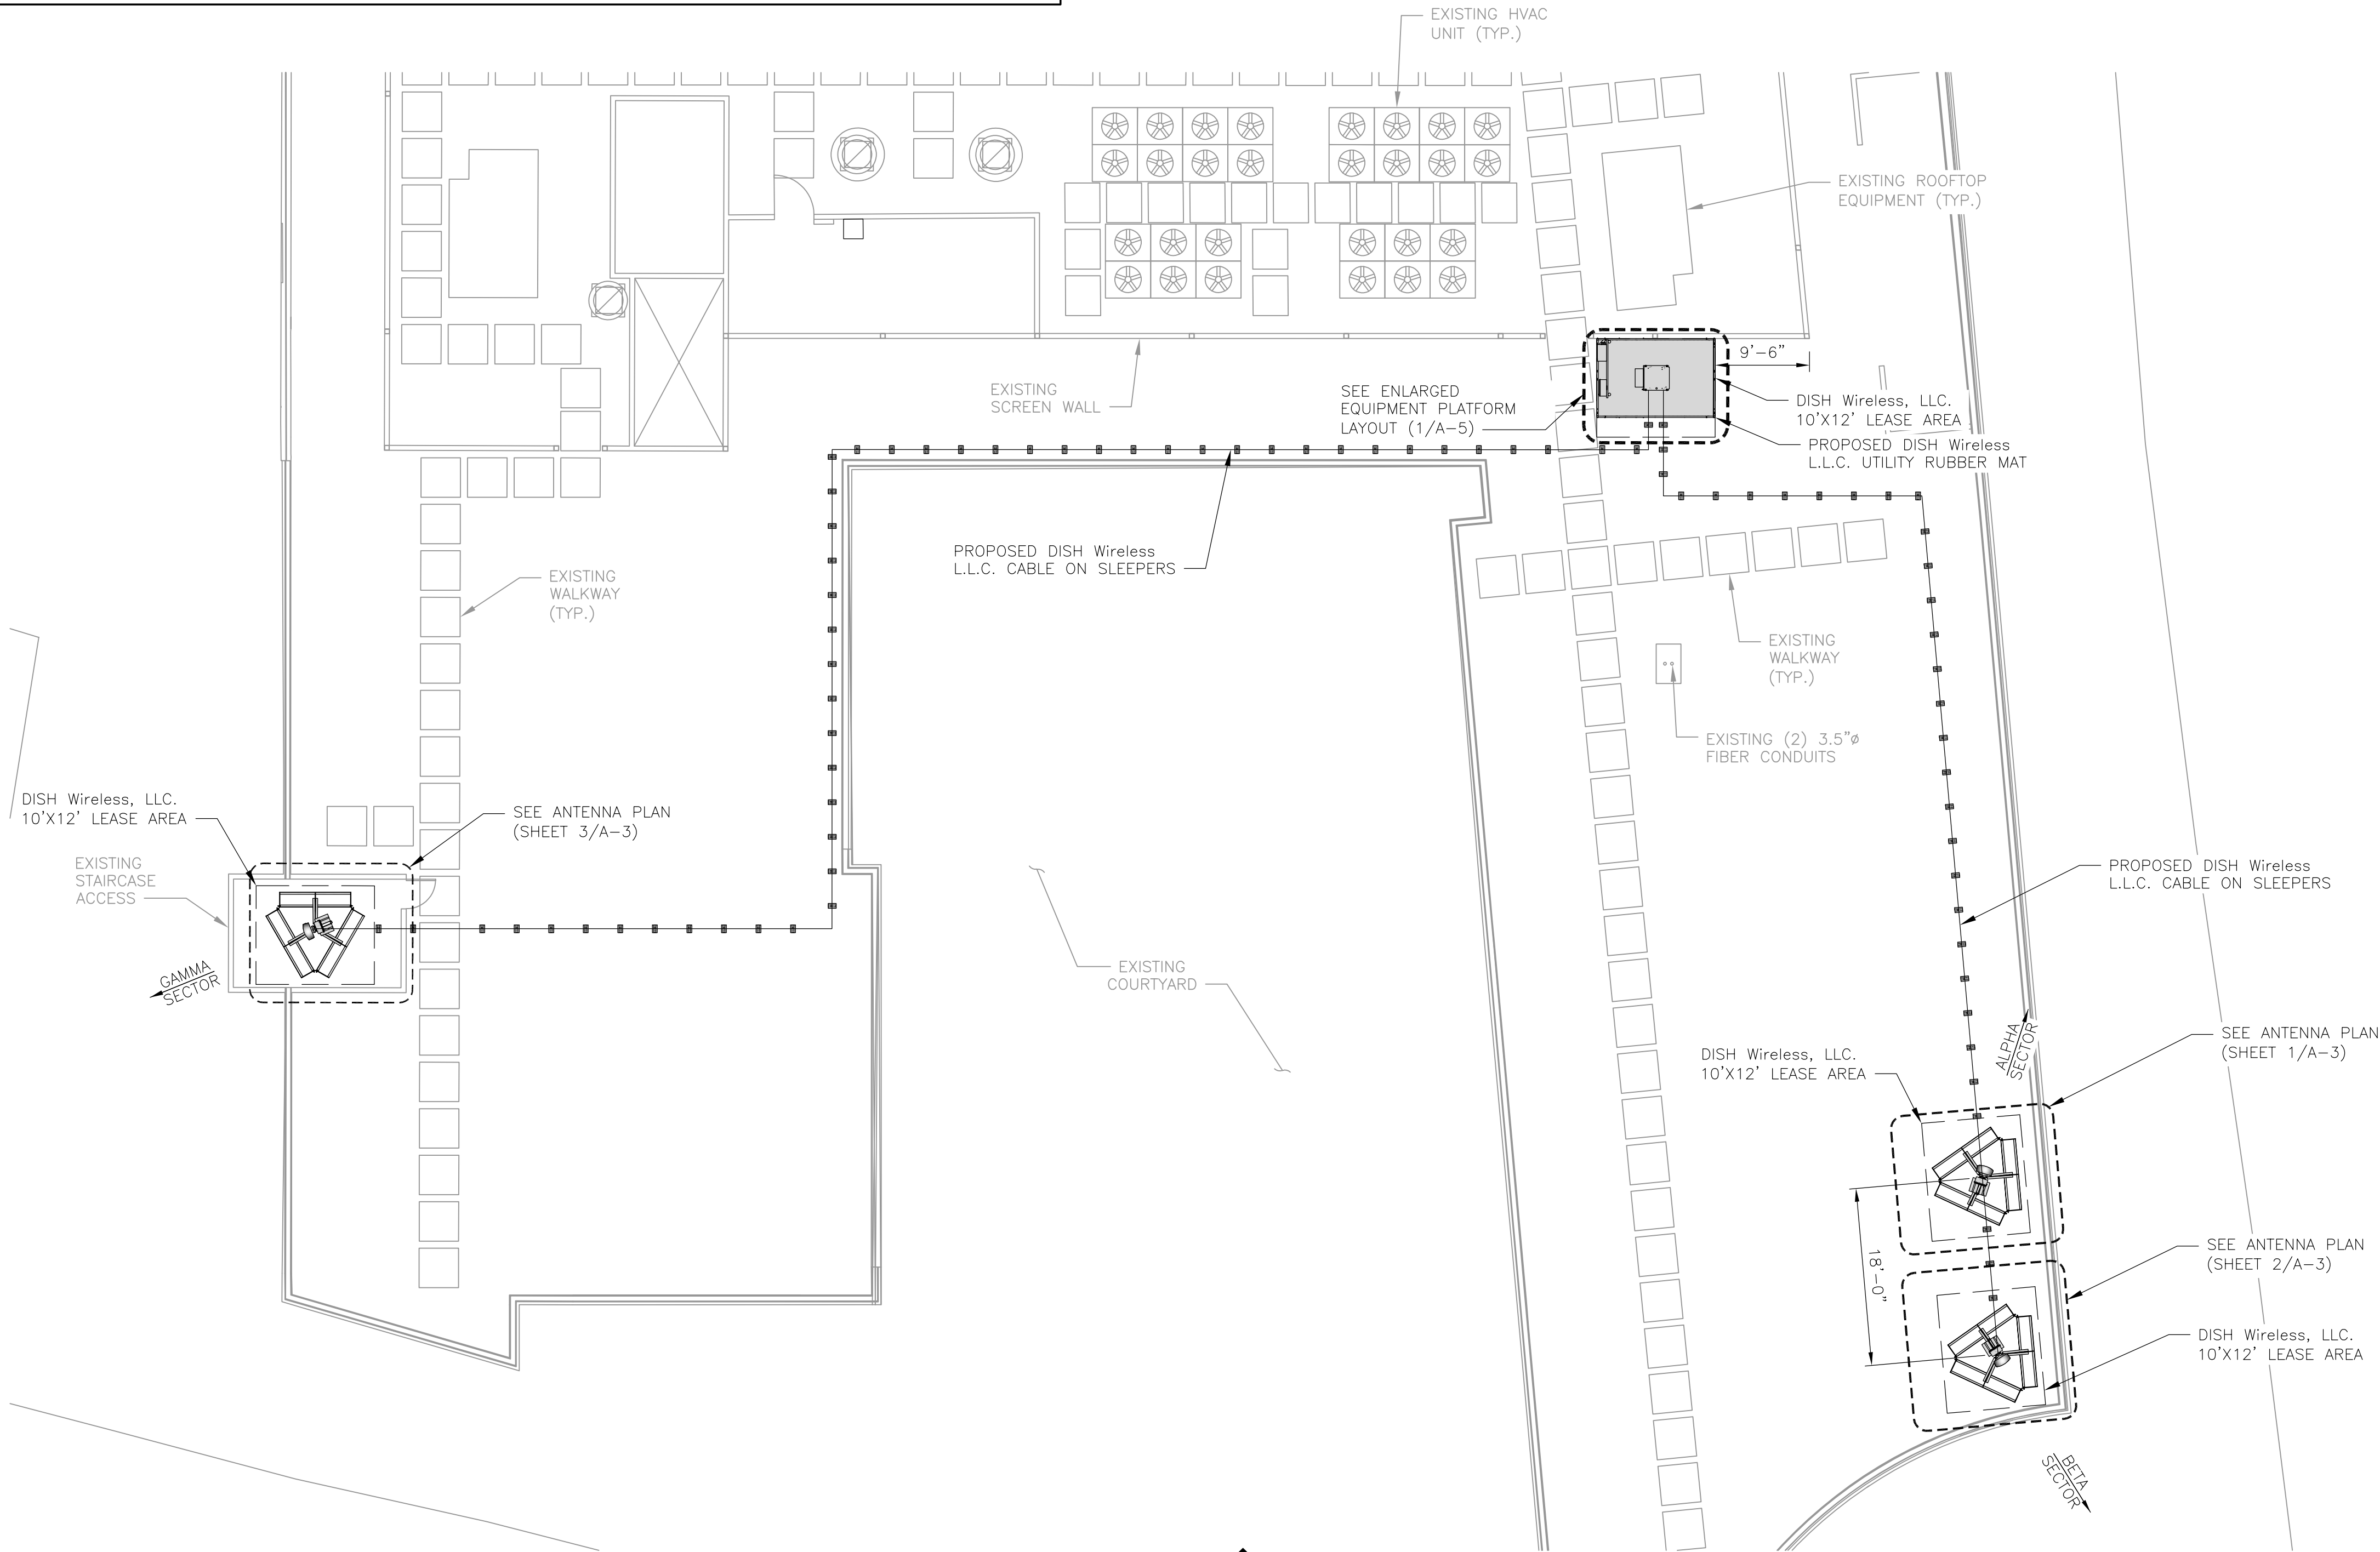 EXISTING HVAC
UNIT (TYP.)
EXISTING ROOFTOP
EQUIPMENT (TYP.)
9'-6"
EXISTING
SCREEN WALL
SEE ENLARGED
EQUIPMENT PLATFORM
LAYOUT (1/A-5)
DISH Wireless, LLC.
10'X12' LEASE AREA
PROPOSED DISH Wireless
L.L.C. UTILITY RUBBER MAT
PROPOSED DISH Wireless
L.L.C. CABLE ON SLEEPERS
EXISTING
WALKWAY
(TYP.)
EXISTING
WALKWAY
(TYP.)
EXISTING (2) 3.5"ø
FIBER CONDUITS
DISH Wireless, LLC.
10'X12' LEASE AREA
SEE ANTENNA PLAN
(SHEET 3/A-3)
EXISTING
STAIRCASE
ACCESS
GAMMA
SECTOR
EXISTING
COURTYARD
PROPOSED DISH Wireless
L.L.C. CABLE ON SLEEPERS
ALPHA
SECTOR
SEE ANTENNA PLAN
(SHEET 1/A-3)
DISH Wireless, LLC.
10'X12' LEASE AREA
18'-0"
SEE ANTENNA PLAN
(SHEET 2/A-3)
DISH Wireless, LLC.
10'X12' LEASE AREA
BETA
SECTOR